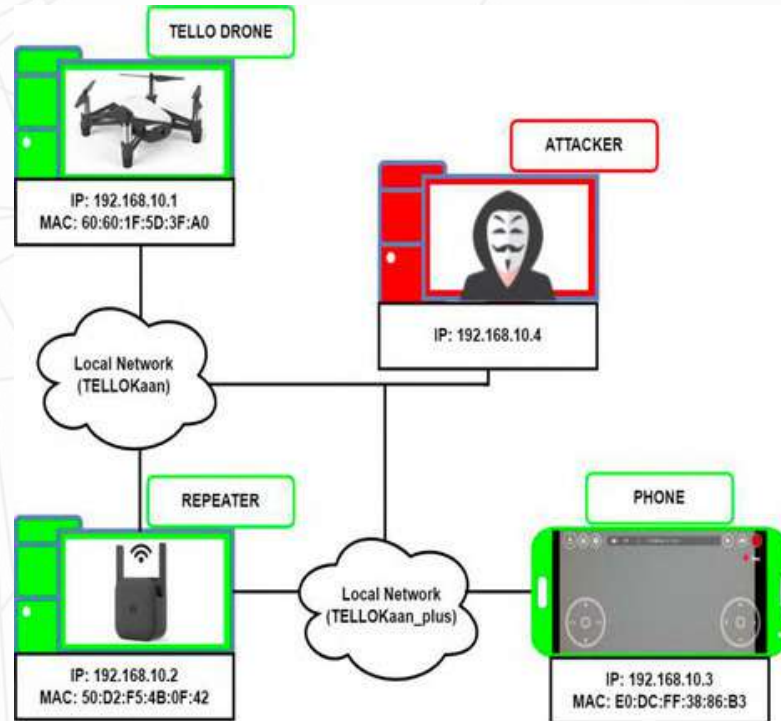 TELLO DRONE
IP: 192.168.10.1
MAC: 60:60:1F:5D:3F:A0
ATTACKER
IP: 192.168.10.4
Local Network
(TELLOKaan)
REPEATER
IP: 192.168.10.2
MAC: 50:D2:F5:4B:0F:42
Local Network
(TELLOKaan_plus)
PHONE
IP: 192.168.10.3
MAC: E0:DC:FF:38:86:B3